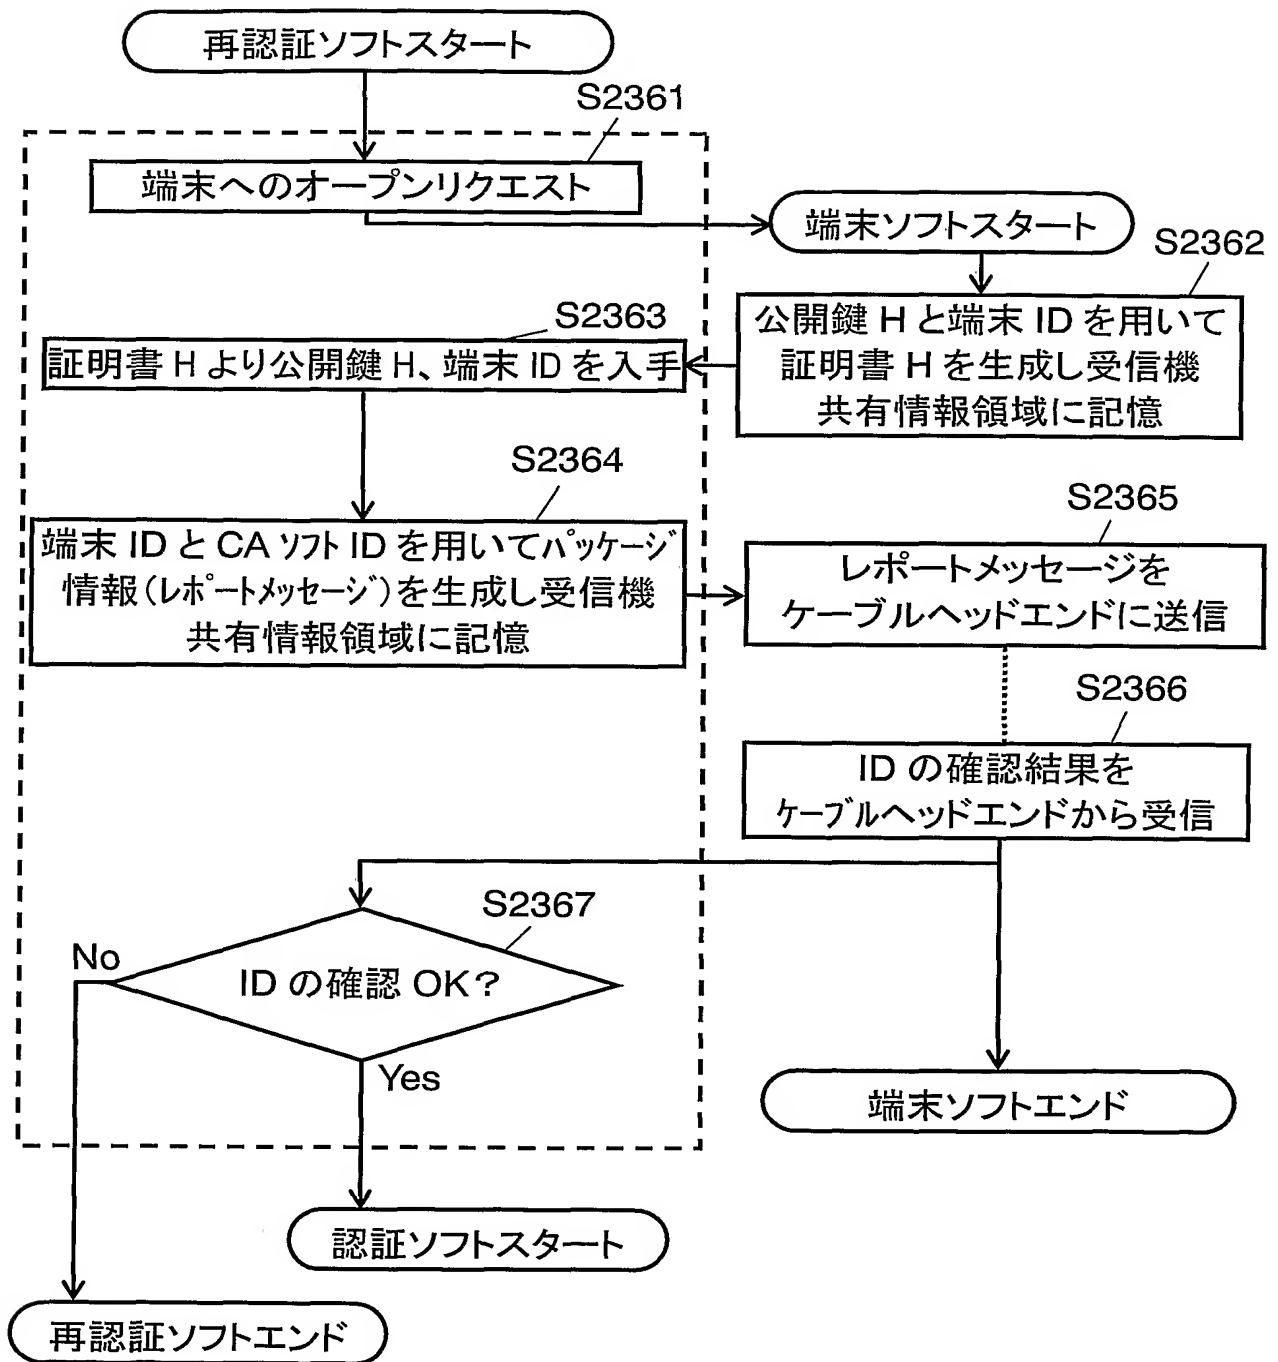 再認証ソフトスタート
S2361
端末へのオープンリクエスト
端末ソフトスタート
S2362
公開鍵 H と端末 ID を用いて
証明書 H を生成し受信機
共有情報領域に記憶
S2363
証明書 H より公開鍵 H、端末 ID を入手
S2364
端末 ID と CA ソフト ID を用いてパッケージ
情報(レポートメッセージ)を生成し受信機
共有情報領域に記憶
S2365
レポートメッセージを
ケーブルヘッドエンドに送信
S2366
ID の確認結果を
ケーブルヘッドエンドから受信
S2367
ID の確認 OK?
No
Yes
端末ソフトエンド
認証ソフトスタート
再認証ソフトエンド